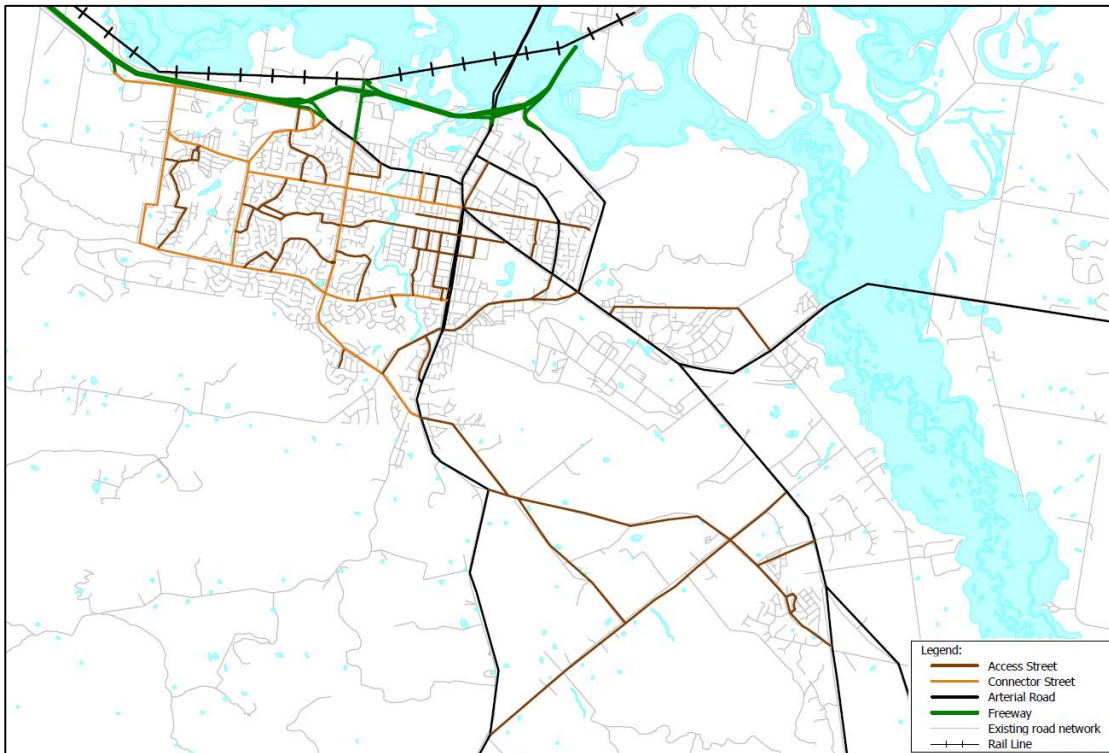 Legend:
Access Street
Connector Street
Arterial Road
Freeway
Existing road network
Rail Line